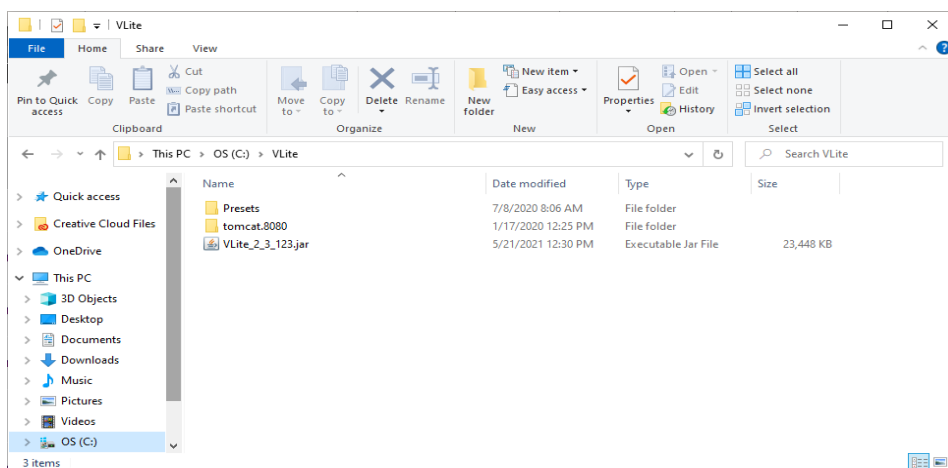 VLite
File Home Share View
Pin to Quick access
Copy
Paste
Cut
Copy path
Paste shortcut
Clipboard
Move to
Copy to
Delete
Rename
Organize
New folder
New item
Easy access
New
Properties
Open
Edit
History
Open
Select all
Select none
Invert selection
Select
This PC > OS (C:) > VLite
Search VLite
Name Date modified Type Size
Quick access
Creative Cloud Files
OneDrive
This PC
3D Objects
Desktop
Documents
Downloads
Music
Pictures
Videos
OS (C:)
Presets 7/8/2020 8:06 AM File folder
tomcat.8080 1/17/2020 12:25 PM File folder
VLite_2_3_123.jar 5/21/2021 12:30 PM Executable Jar File 23,448 KB
3 items